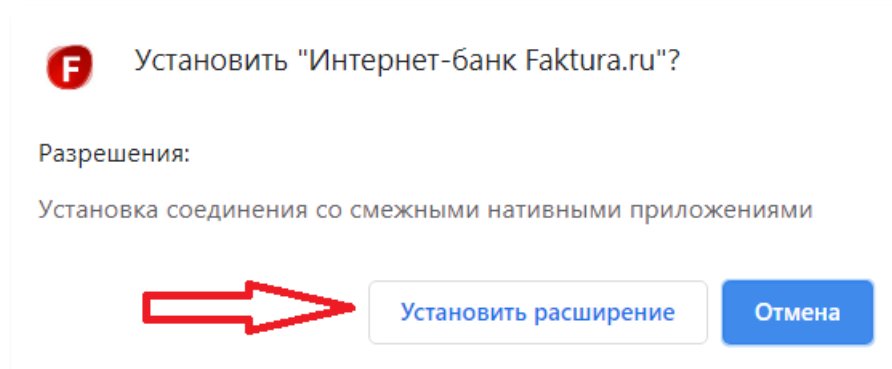 F
Установить "Интернет-банк Faktura.ru"?
Разрешения:
Установка соединения со смежными нативными приложениями
Установить расширение
Отмена